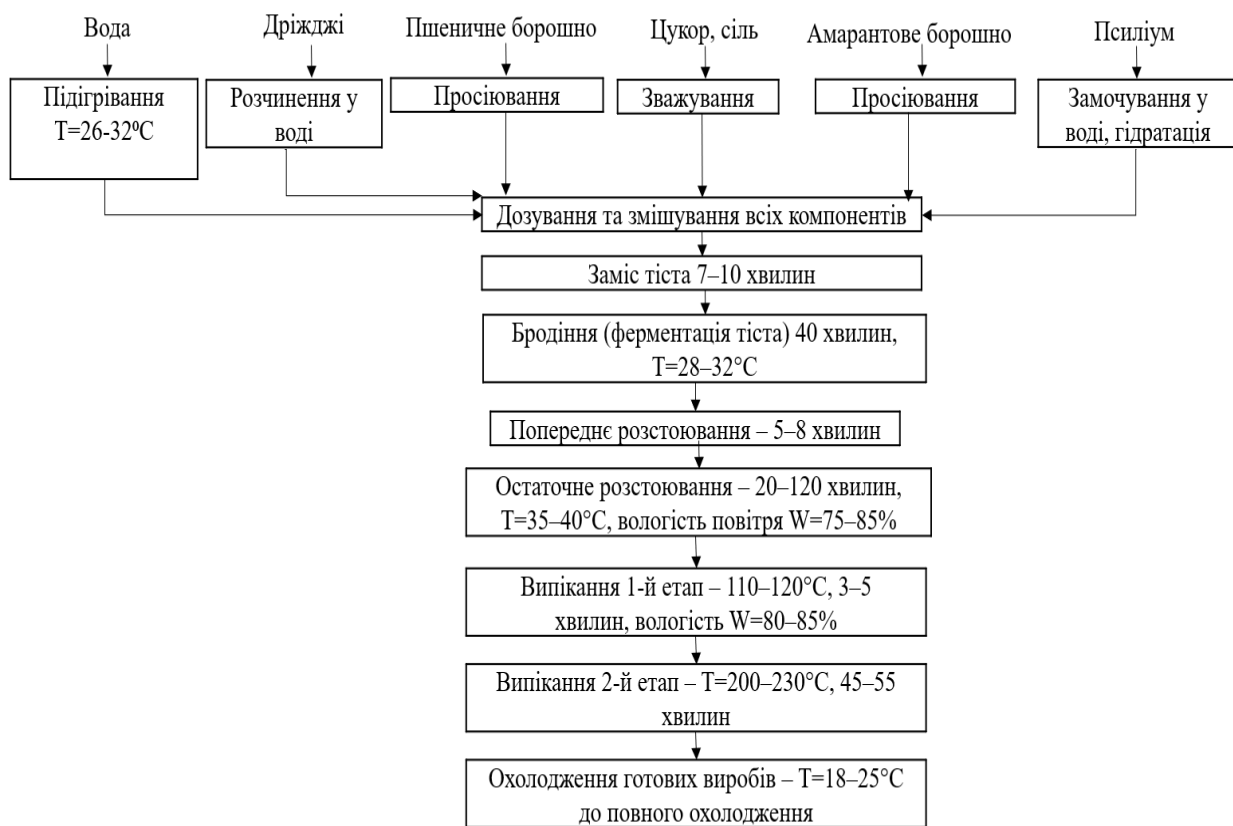 Вода
Дріжджі
Пшеничне борошно
Цукор, сіль
Амарантове борошно
Псиліум
Підігрівання
Т=26-32⁰С
Розчинення у
воді
Просіювання
Зважування
Просіювання
Замочування у
воді, гідратація
Дозування та змішування всіх компонентів
Заміс тіста 7–10 хвилин
Бродіння (ферментація тіста) 40 хвилин,
Т=28–32°С
Попереднє розстоювання – 5–8 хвилин
Остаточне розстоювання – 20–120 хвилин,
Т=35–40°С, вологість повітря W=75–85%
Випікання 1-й етап – 110–120°С, 3–5
хвилин, вологість W=80–85%
Випікання 2-й етап – Т=200–230°С, 45–55
хвилин
Охолодження готових виробів – Т=18–25°С
до повного охолодження